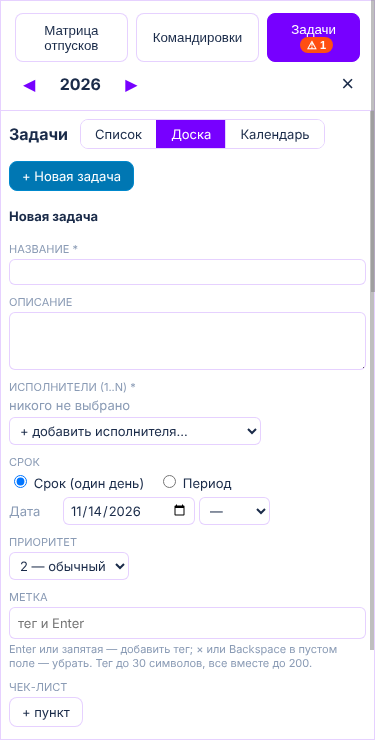 Матрица
отпусков
Командировки
Задачи
⚠ 1
◀ 2026 ▶ ×
Задачи
Список Доска Календарь
+ Новая задача
Новая задача
НАЗВАНИЕ *
ОПИСАНИЕ
ИСПОЛНИТЕЛИ (1..N) *
никого не выбрано
+ добавить исполнителя...
СРОК
Срок (один день) Период
Дата 11/14/2026 —
ПРИОРИТЕТ
2 — обычный
МЕТКА
тег и Enter
Enter или запятая — добавить тег; × или Backspace в пустом
поле — убрать. Тег до 30 символов, все вместе до 200.
ЧЕК-ЛИСТ
+ пункт